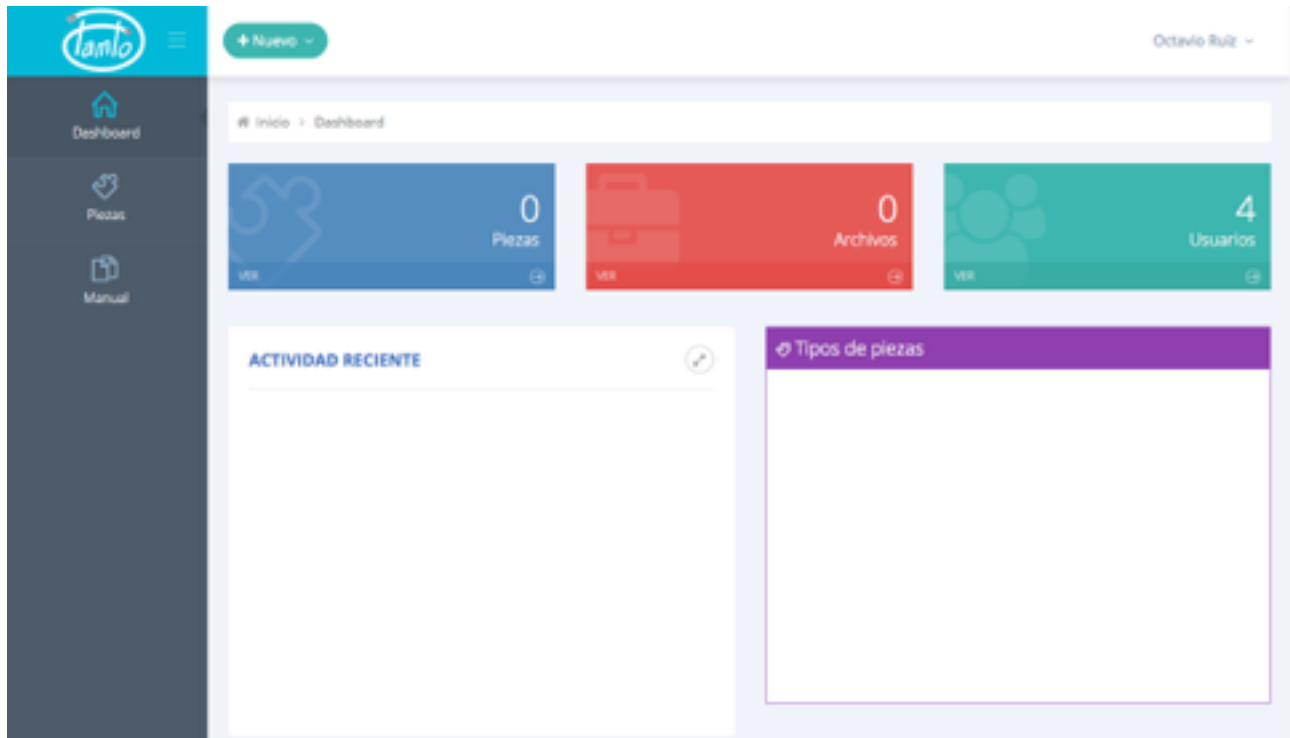 Tanto
+ Nuevo
Octavio Ruiz
Dashboard
Inicio > Dashboard
Piezas
Manual
0
Piezas
VER
0
Archivos
VER
4
Usuarios
VER
ACTIVIDAD RECIENTE
Tipos de piezas